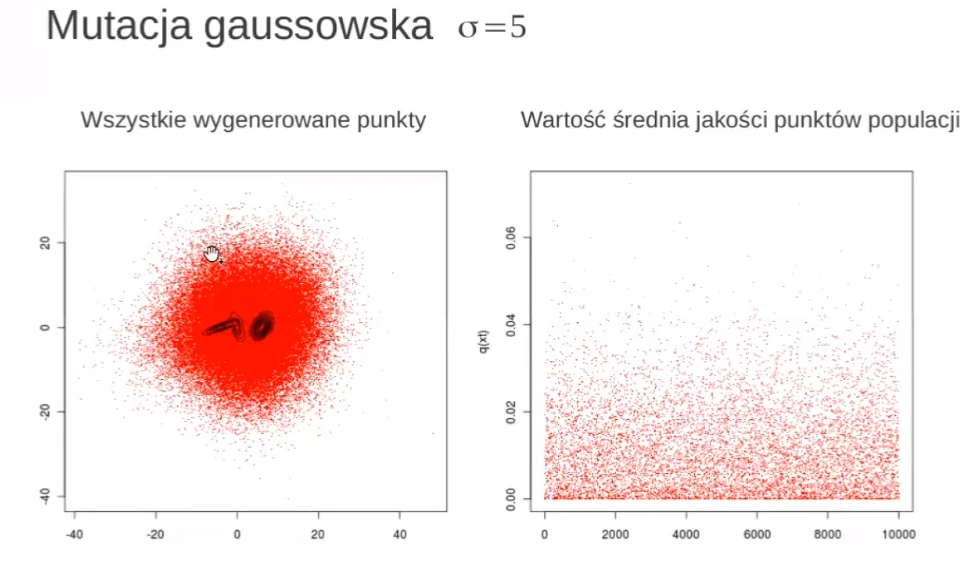 Mutacja gaussowska σ=5
Wszystkie wygenerowane punkty
Wartość średnia jakości punktów populacji
20
0
-20
-40
-40 -20 0 20 40
q(xt)
0.06
0.04
0.02
0.00
0 2000 4000 6000 8000 10000